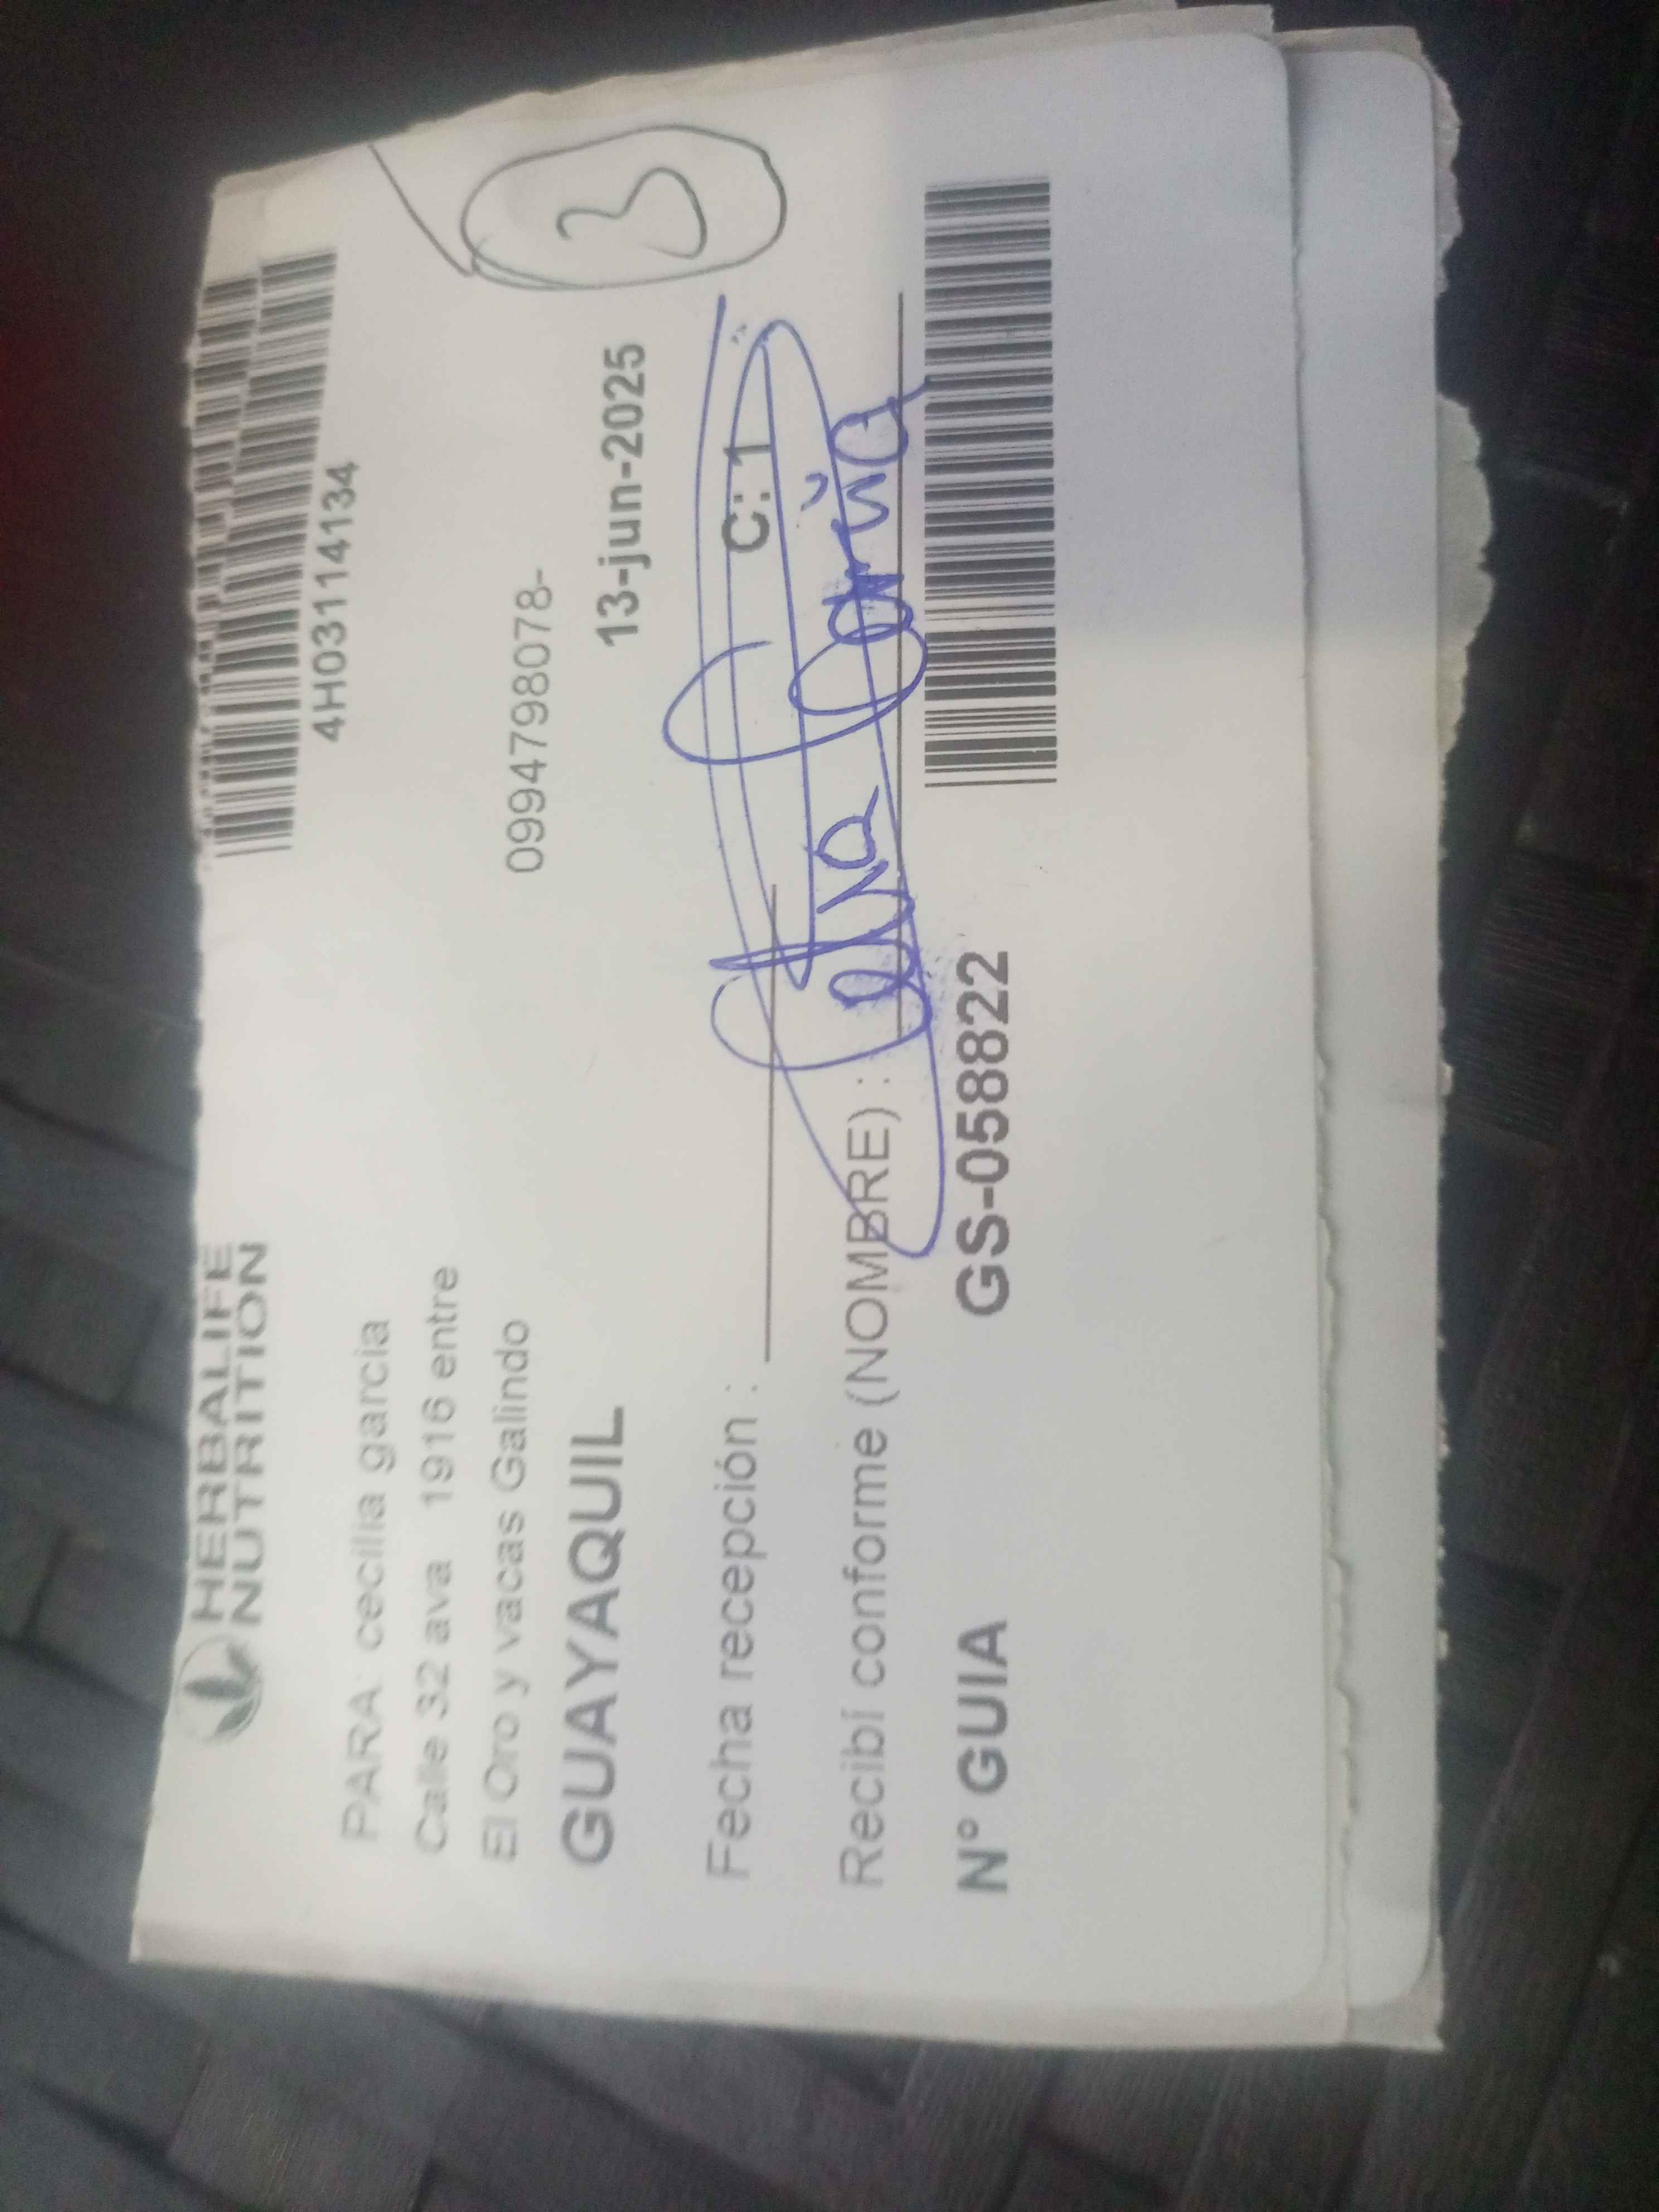 HERBALIFE
NUTRITION
4H03114134
PARA: cecilia garcia
Calle 32 ava 1916 entre
El Oro y vacas Galindo
0994798078-
GUAYAQUIL
13-jun-2025
3
Fecha recepción :
C: 1
Recibí conforme (NOMBRE) : García
N° GUIA GS-058822